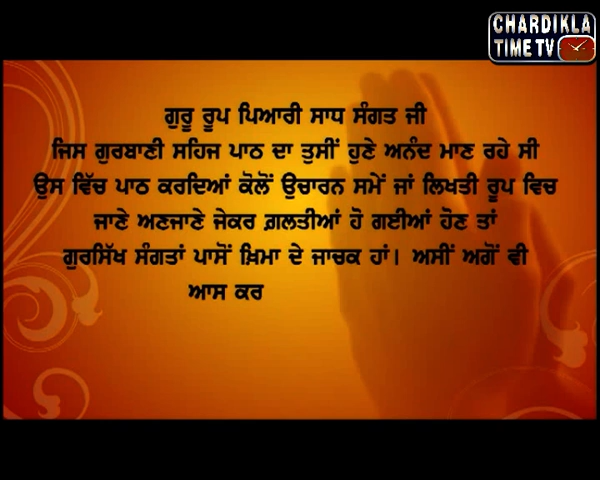 CHARDIKLA
TIME TV
ਗੁਰੂ ਰੂਪ ਪਿਆਰੀ ਸਾਧ ਸੰਗਤ ਜੀ
ਜਿਸ ਗੁਰਬਾਣੀ ਸਹਿਜ ਪਾਠ ਦਾ ਤੁਸੀਂ ਹੁਣੇ ਅਨੰਦ ਮਾਣ ਰਹੇ ਸੀ
ਉਸ ਵਿੱਚ ਪਾਠ ਕਰਦਿਆਂ ਕੋਲੋਂ ਉਚਾਰਨ ਸਮੇਂ ਜਾਂ ਲਿਖਤੀ ਰੂਪ ਵਿਚ
ਜਾਣੇ ਅਣਜਾਣੇ ਜੇਕਰ ਗ਼ਲਤੀਆਂ ਹੋ ਗਈਆਂ ਹੋਣ ਤਾਂ
ਗੁਰਸਿੱਖ ਸੰਗਤਾਂ ਪਾਸੋਂ ਖ਼ਿਮਾ ਦੇ ਜਾਚਕ ਹਾਂ। ਅਸੀਂ ਅਗੋਂ ਵੀ
ਆਸ ਕਰ